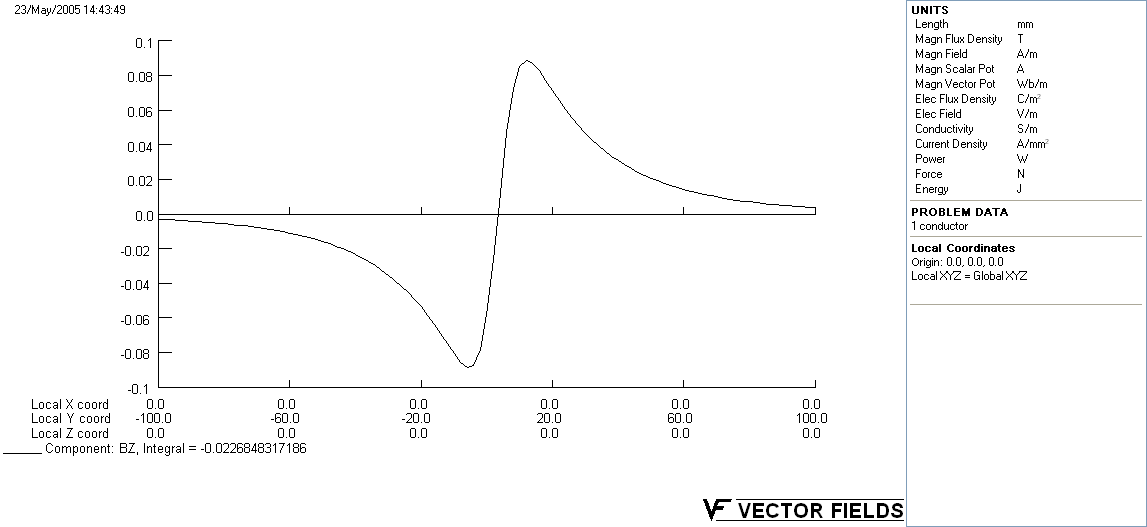 23/May/2005 14:43:49
0.1
0.08
0.06
0.04
0.02
0.0
-0.02
-0.04
-0.06
-0.08
-0.1
Local X coord 0.0 0.0 0.0 0.0 0.0 0.0
Local Y coord -100.0 -60.0 -20.0 20.0 60.0 100.0
Local Z coord 0.0 0.0 0.0 0.0 0.0 0.0
Component: BZ, Integral = -0.0226848317186
UNITS
Length mm
Magn Flux Density T
Magn Field A/m
Magn Scalar Pot A
Magn Vector Pot Wb/m
Elec Flux Density C/m²
Elec Field V/m
Conductivity S/m
Current Density A/mm²
Power W
Force N
Energy J
PROBLEM DATA
1 conductor
Local Coordinates
Origin: 0.0, 0.0, 0.0
Local XYZ = Global XYZ
VF VECTOR FIELDS